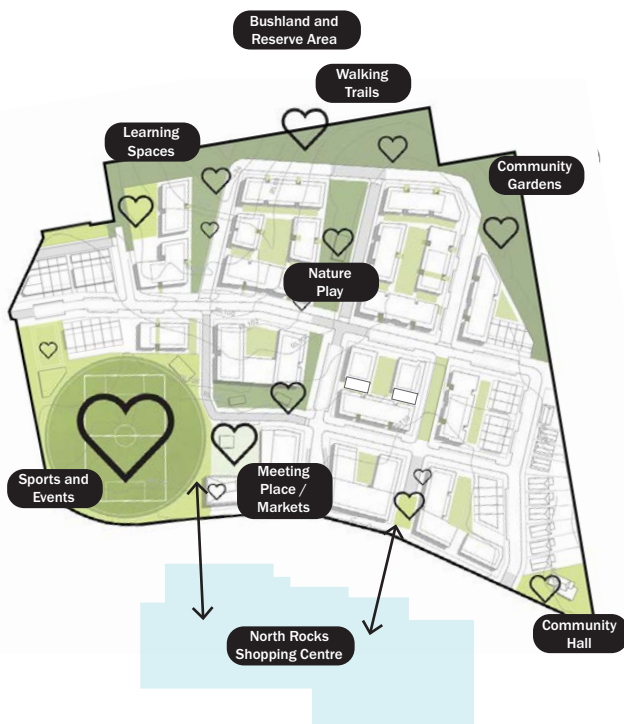 Bushland and
Reserve Area
Walking
Trails
Learning
Spaces
Community
Gardens
Nature
Play
Sports and
Events
Meeting
Place /
Markets
North Rocks
Shopping Centre
Community
Hall